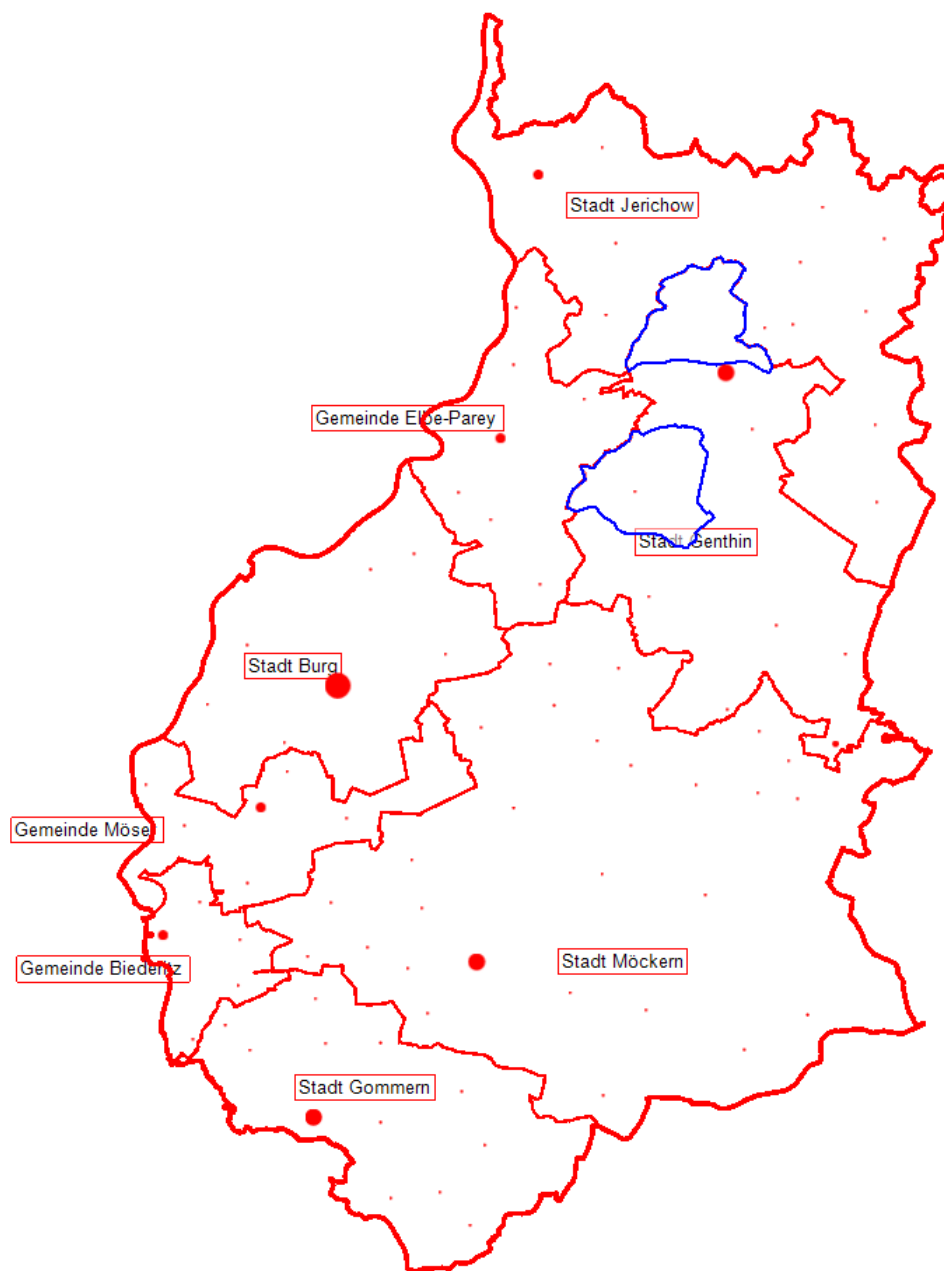 Stadt Jerichow
Gemeinde Elbe-Parey
Stadt Genthin
Stadt Burg
Gemeinde Möser
Gemeinde Biederitz
Stadt Möckern
Stadt Gommern